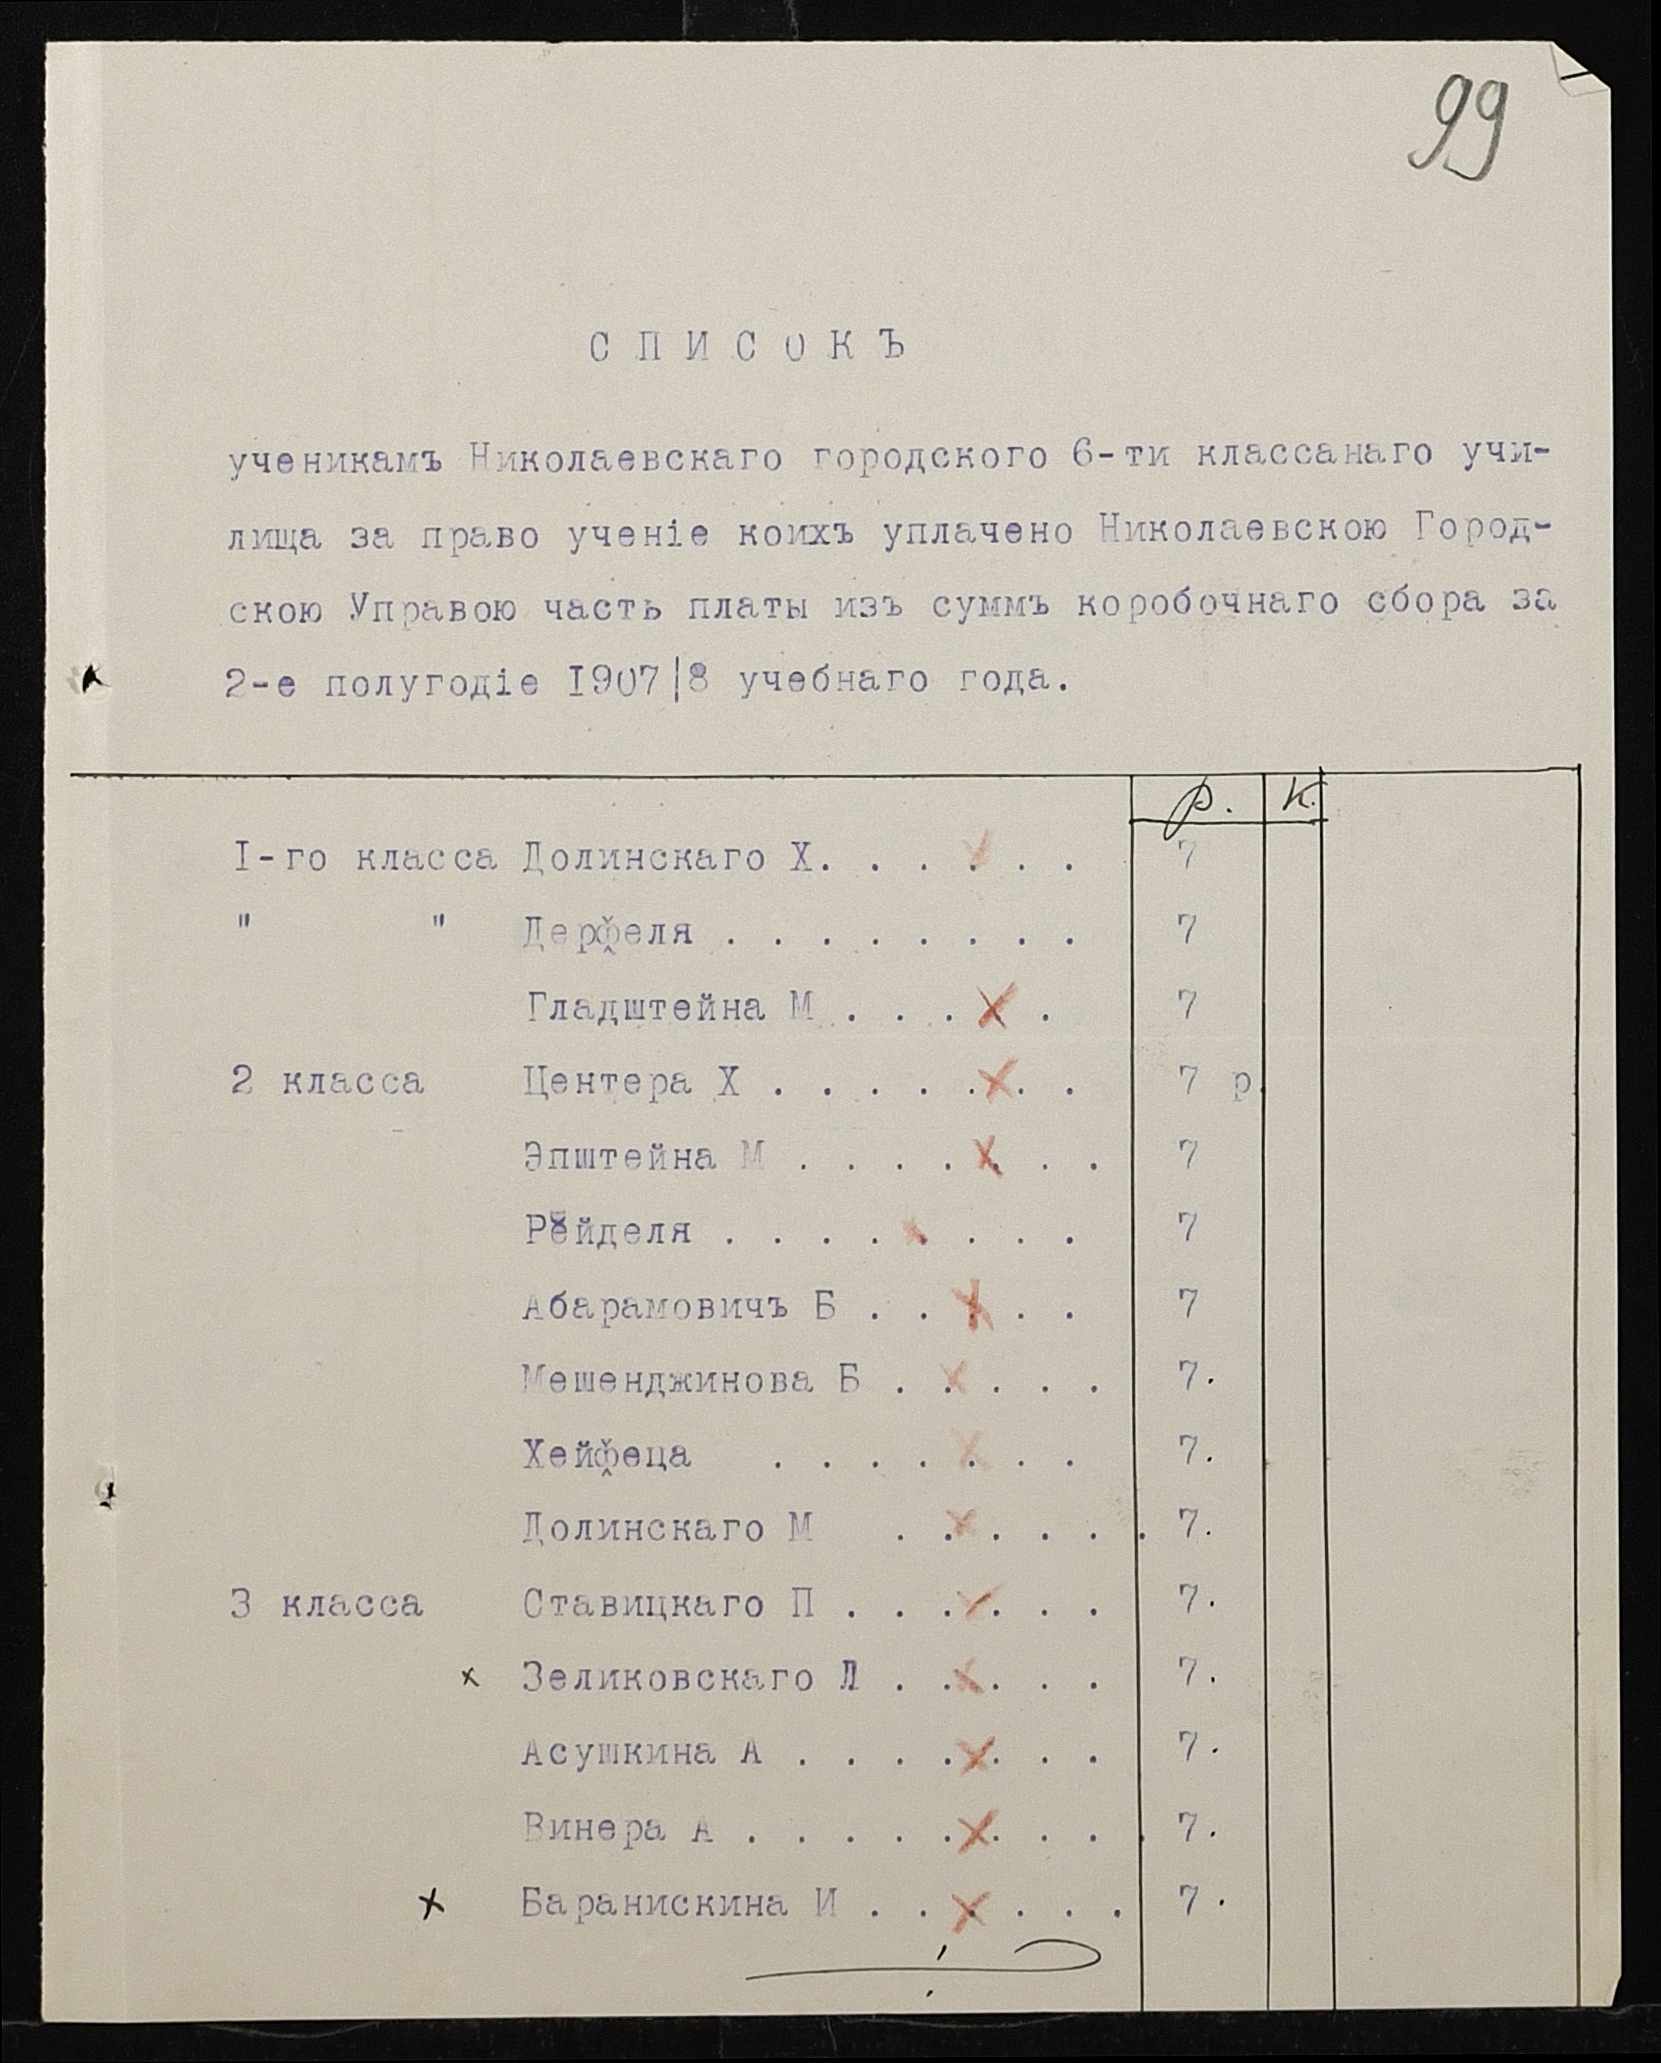 99
СПИСОКЪ
ученикамъ Николаевскаго городского 6-ти классанаго учи-
лища за право ученіе коихъ уплачено Николаевскою Город-
скою Управою часть платы изъ суммъ коробочнаго сбора за
2-е полугодіе I907|8 учебнаго года.
р. к.
I-го класса Долинскаго Х. . . . . . 7
" " Дерфеля . . . . . . . . 7
Гладштейна М . . . . . 7
2 класса Центера Х . . . . . . . 7 р.
Эпштейна М . . . . . . . 7
Рейделя . . . . . . . . 7
Абарамовичъ Б . . . . . 7
Мешенджинова Б . . . . . 7.
Хейфеца . . . . . . . 7.
Долинскаго М . . . . . . 7.
3 класса Ставицкаго П . . . . . . 7.
х Зеликовскаго Л . . . . . 7.
Асушкина А . . . . . . . 7.
Винера А . . . . . . . . . 7.
х Баранискина И . . . . . . 7.